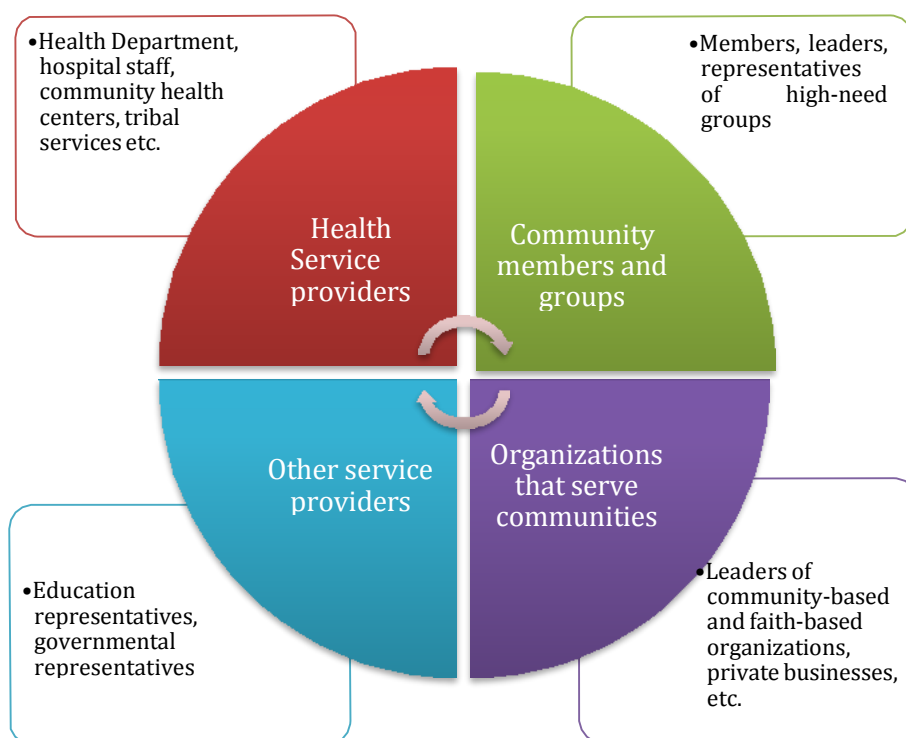 •Health Department,
hospital staff,
community health
centers, tribal
services etc.
•Members, leaders,
representatives
of high-need
groups
Health
Service
providers
Community
members and
groups
Other service
providers
Organizations
that serve
communities
•Education
representatives,
governmental
representatives
•Leaders of
community-based
and faith-based
organizations,
private businesses,
etc.